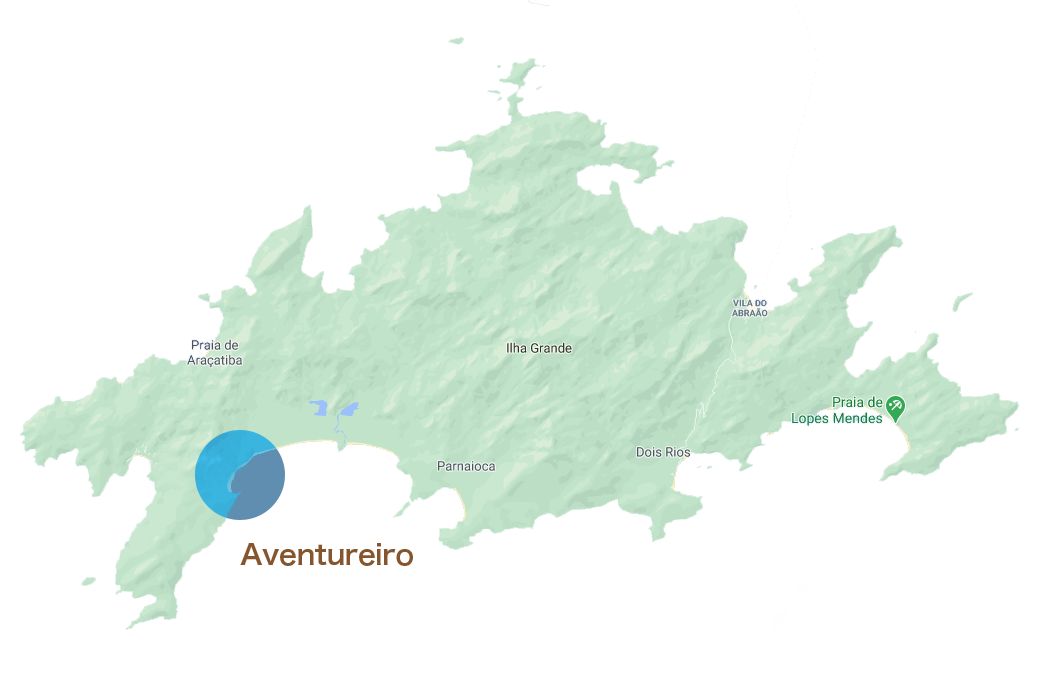 VILA DO
ABRAÃO
Praia de
Araçatiba
Ilha Grande
Praia de
Lopes Mendes
Dois Rios
Parnaioca
Aventureiro